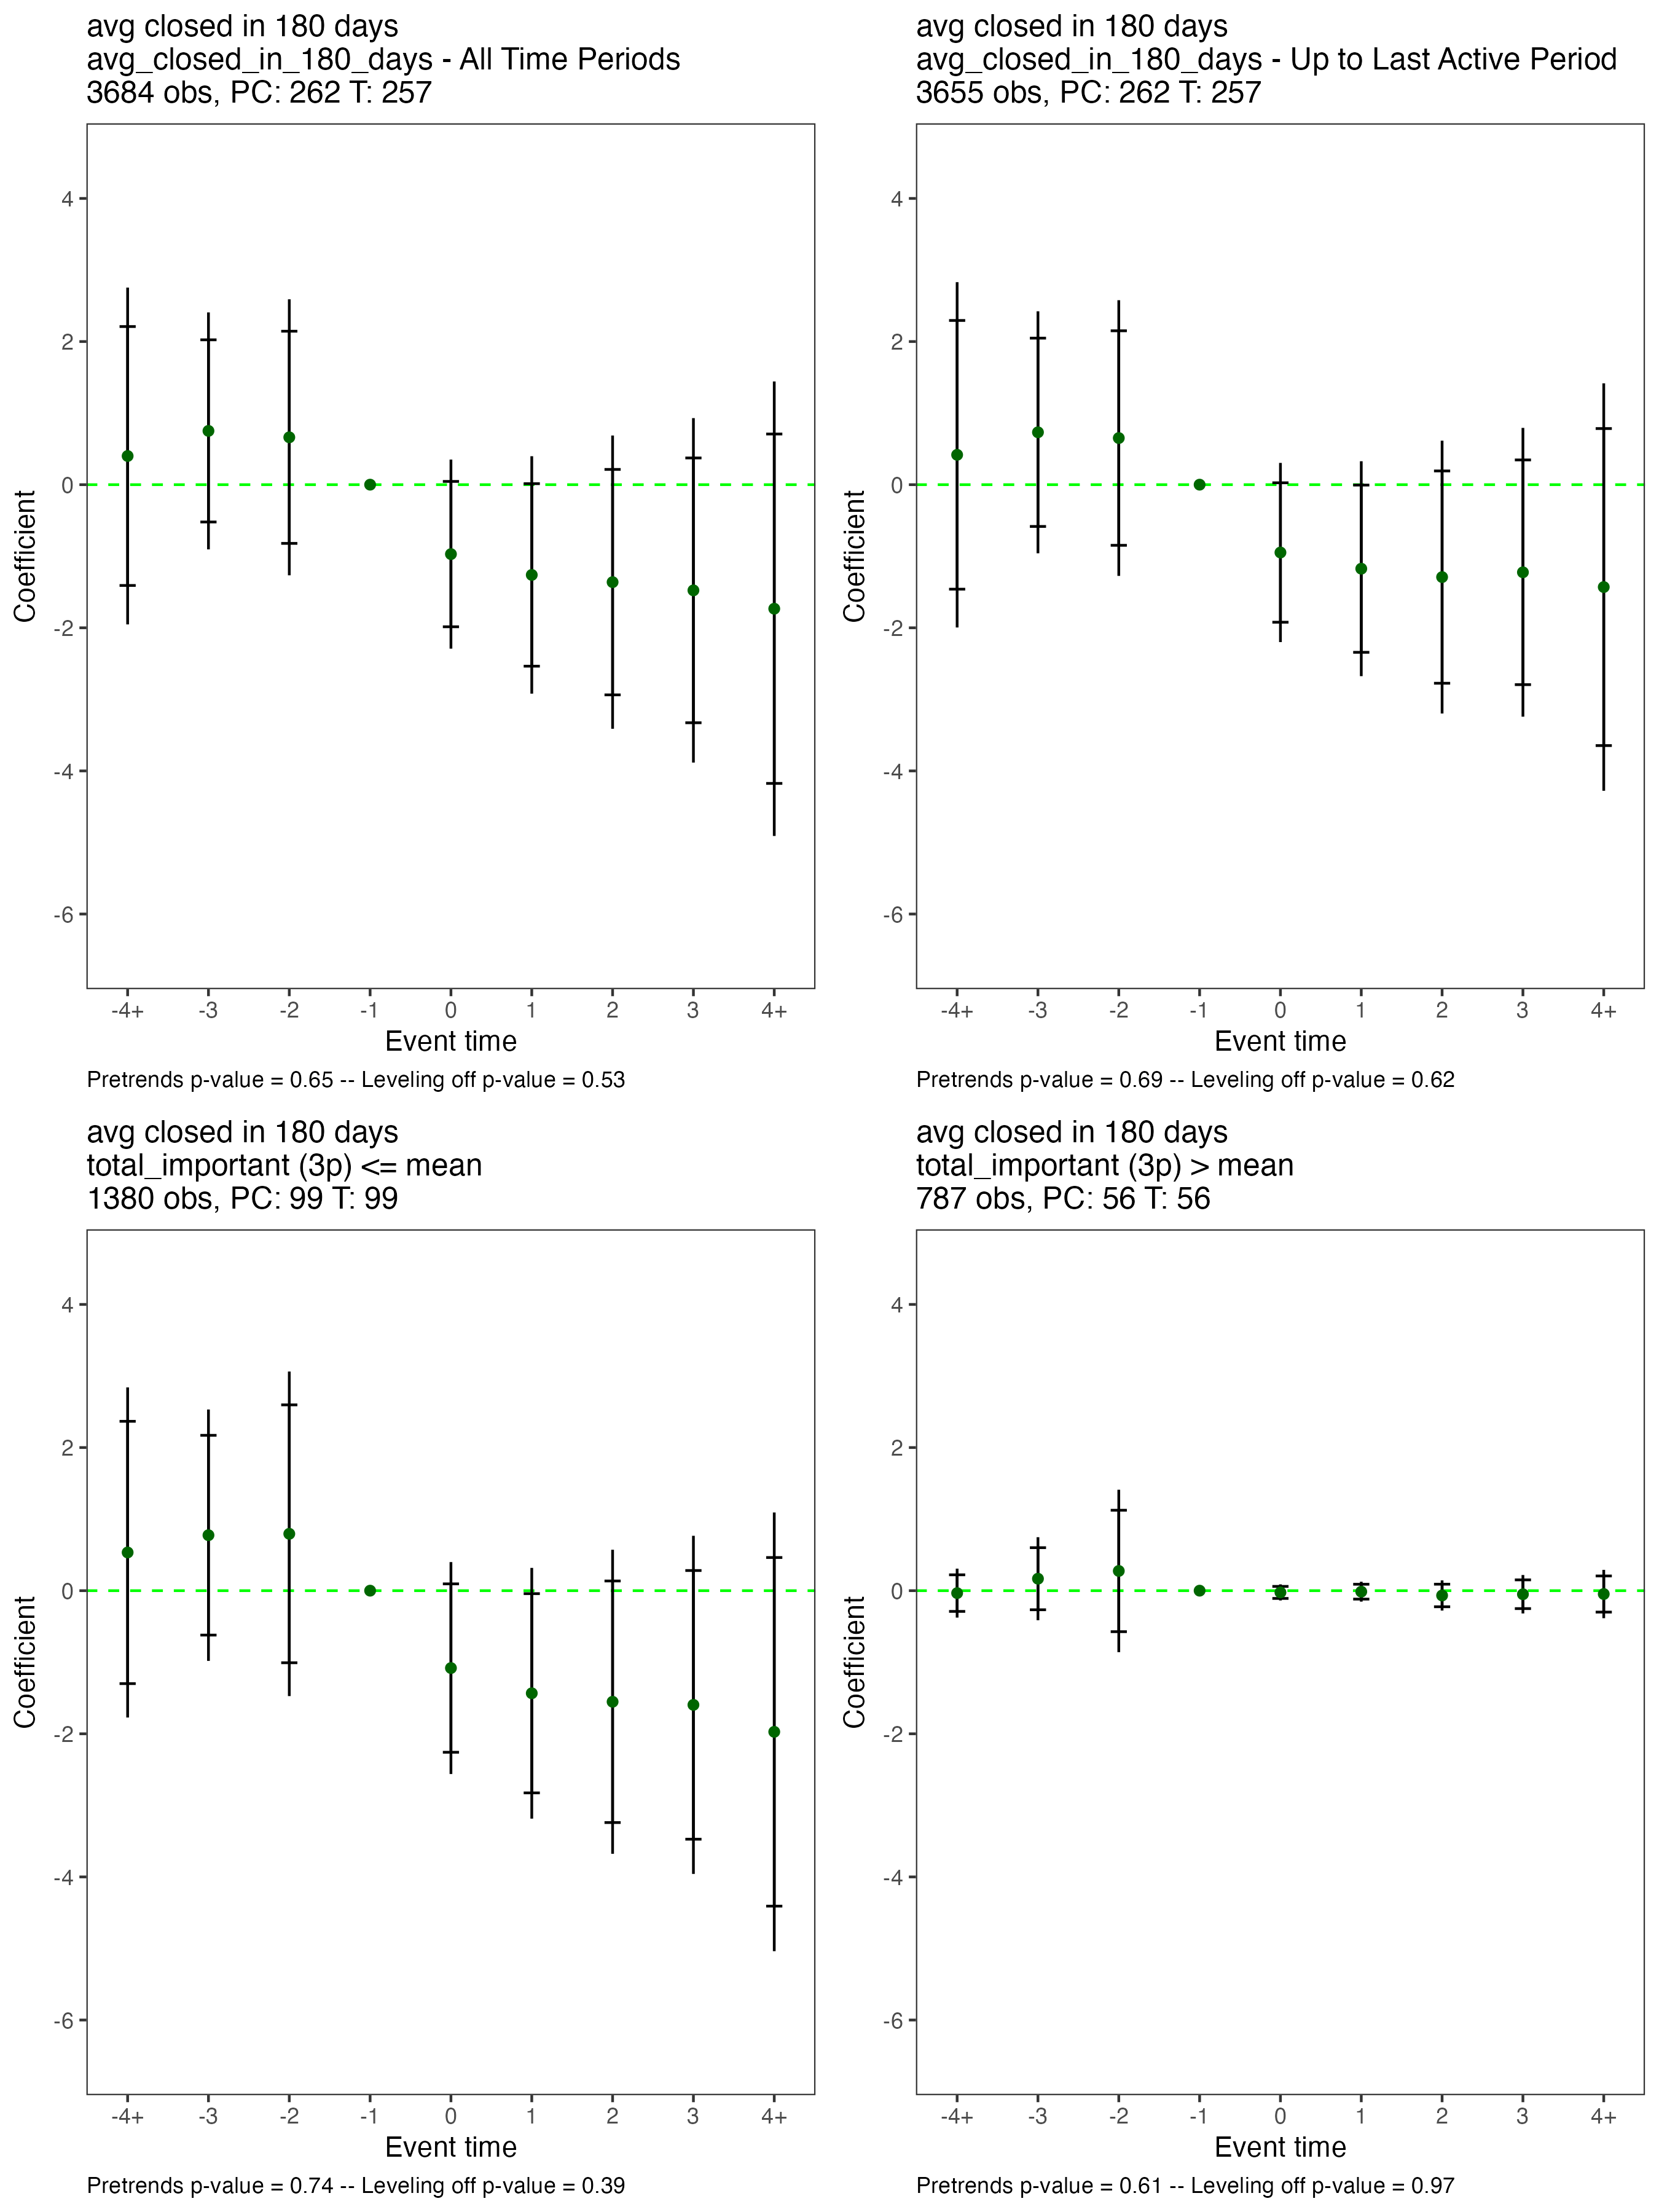 avg closed in 180 days
avg_closed_in_180_days - All Time Periods
3684 obs, PC: 262 T: 257
Coefficient
4
2
0
-2
-4
-6
-4+ -3 -2 -1 0 1 2 3 4+
Event time
Pretrends p-value = 0.65 -- Leveling off p-value = 0.53
avg closed in 180 days
avg_closed_in_180_days - Up to Last Active Period
3655 obs, PC: 262 T: 257
Coefficient
4
2
0
-2
-4
-6
-4+ -3 -2 -1 0 1 2 3 4+
Event time
Pretrends p-value = 0.69 -- Leveling off p-value = 0.62
avg closed in 180 days
total_important (3p) <= mean
1380 obs, PC: 99 T: 99
Coefficient
4
2
0
-2
-4
-6
-4+ -3 -2 -1 0 1 2 3 4+
Event time
Pretrends p-value = 0.74 -- Leveling off p-value = 0.39
avg closed in 180 days
total_important (3p) > mean
787 obs, PC: 56 T: 56
Coefficient
4
2
0
-2
-4
-6
-4+ -3 -2 -1 0 1 2 3 4+
Event time
Pretrends p-value = 0.61 -- Leveling off p-value = 0.97